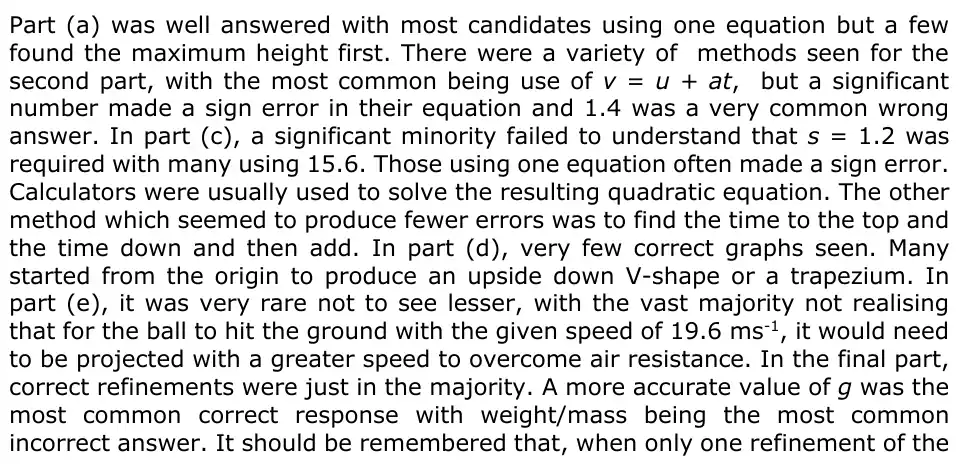 Part (a) was well answered with most candidates using one equation but a few
found the maximum height first. There were a variety of methods seen for the
second part, with the most common being use of v = u + at, but a significant
number made a sign error in their equation and 1.4 was a very common wrong
answer. In part (c), a significant minority failed to understand that s = 1.2 was
required with many using 15.6. Those using one equation often made a sign error.
Calculators were usually used to solve the resulting quadratic equation. The other
method which seemed to produce fewer errors was to find the time to the top and
the time down and then add. In part (d), very few correct graphs seen. Many
started from the origin to produce an upside down V-shape or a trapezium. In
part (e), it was very rare not to see lesser, with the vast majority not realising
that for the ball to hit the ground with the given speed of 19.6 ms⁻¹, it would need
to be projected with a greater speed to overcome air resistance. In the final part,
correct refinements were just in the majority. A more accurate value of g was the
most common correct response with weight/mass being the most common
incorrect answer. It should be remembered that, when only one refinement of the